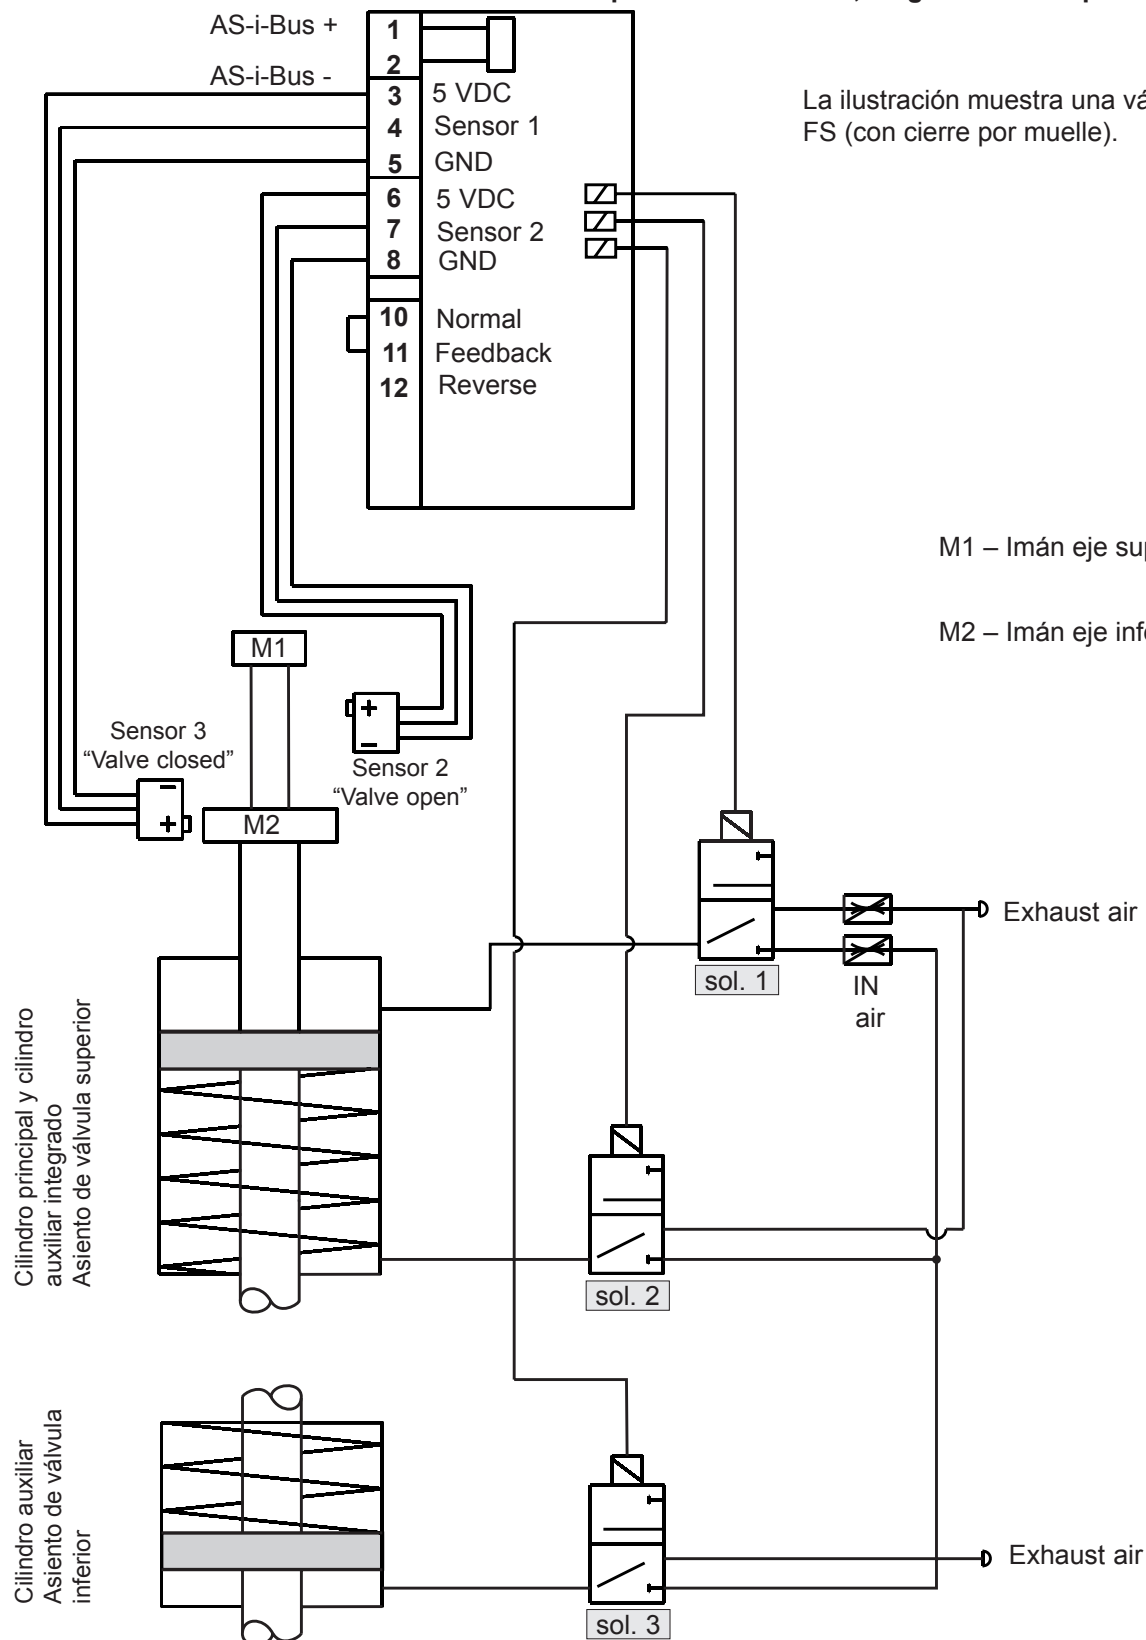 AS-i-Bus +
AS-i-Bus -
1
2
3 5 VDC
4 Sensor 1
5 GND
6 5 VDC
7 Sensor 2
8 GND
10 Normal
11 Feedback
12 Reverse
La ilustración muestra una
FS (con cierre por muelle).
M1 – Imán eje
M2 – Imán eje
M1
Sensor 3
“Valve closed”
Sensor 2
“Valve open”
M2
Exhaust air
sol. 1
IN
air
Cilindro principal y cilindro
auxiliar integrado
Asiento de válvula superior
sol. 2
Cilindro auxiliar
Asiento de válvula
inferior
Exhaust air
sol. 3